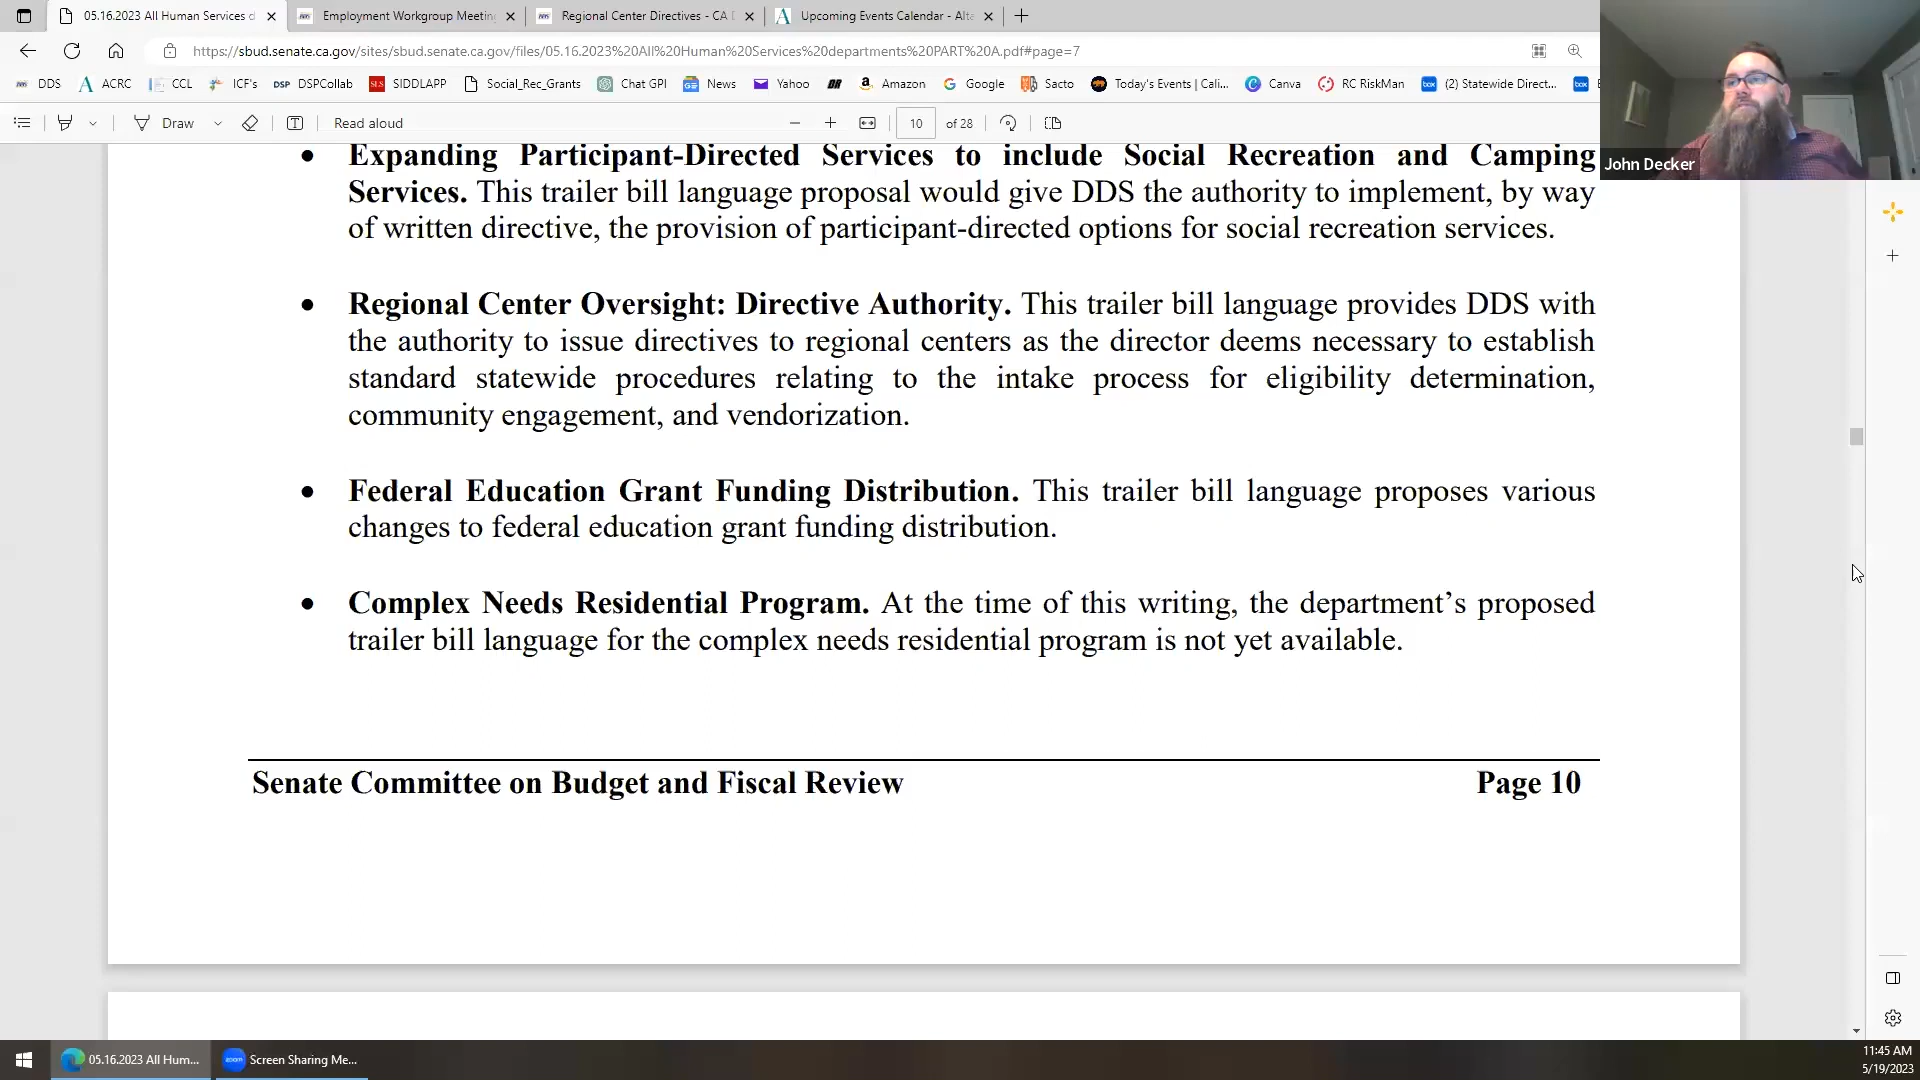 05.16.2023 All Human Services d
Employment Workgroup Meetin
Regional Center Directives - CA D
Upcoming Events Calendar - Alta
https://sbud.senate.ca.gov/sites/sbud.senate.ca.gov/files/05.16.2023%20All%20Human%20Services%20departments%20PART%20A.pdf#page=7
DDS ACRC CCL ICF's DSP DSPCollab SLS SIDDLAPP Social_Rec_Grants Chat GPI News Yahoo Amazon Google Sacto Today's Events | Cali... Canva RC RiskMan box (2) Statewide Direct... box
Draw Read aloud 10 of 28
John Decker
• Expanding Participant-Directed Services to include Social Recreation and Camping
Services. This trailer bill language proposal would give DDS the authority to implement, by way
of written directive, the provision of participant-directed options for social recreation services.
• Regional Center Oversight: Directive Authority. This trailer bill language provides DDS with
the authority to issue directives to regional centers as the director deems necessary to establish
standard statewide procedures relating to the intake process for eligibility determination,
community engagement, and vendorization.
• Federal Education Grant Funding Distribution. This trailer bill language proposes various
changes to federal education grant funding distribution.
• Complex Needs Residential Program. At the time of this writing, the department's proposed
trailer bill language for the complex needs residential program is not yet available.
Senate Committee on Budget and Fiscal Review Page 10
05.16.2023 All Hum...
zoom Screen Sharing Me...
11:45 AM
5/19/2023